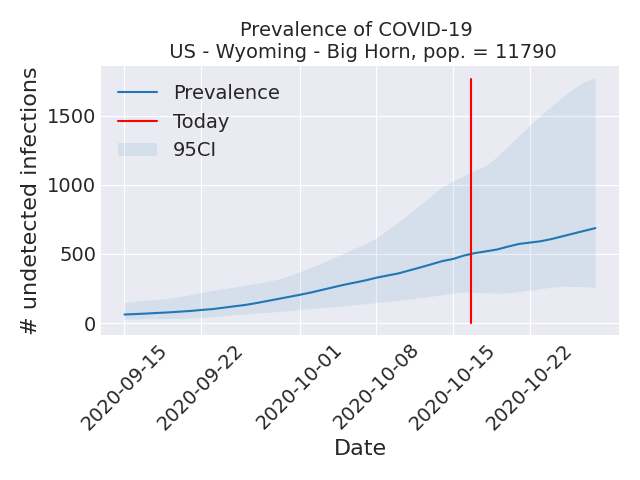 Prevalence of COVID-19
US - Wyoming - Big Horn, pop. = 11790
# undetected infections
1500
1000
500
0
Prevalence
Today
95CI
2020-09-15
2020-09-22
2020-10-01
2020-10-08
2020-10-15
2020-10-22
Date